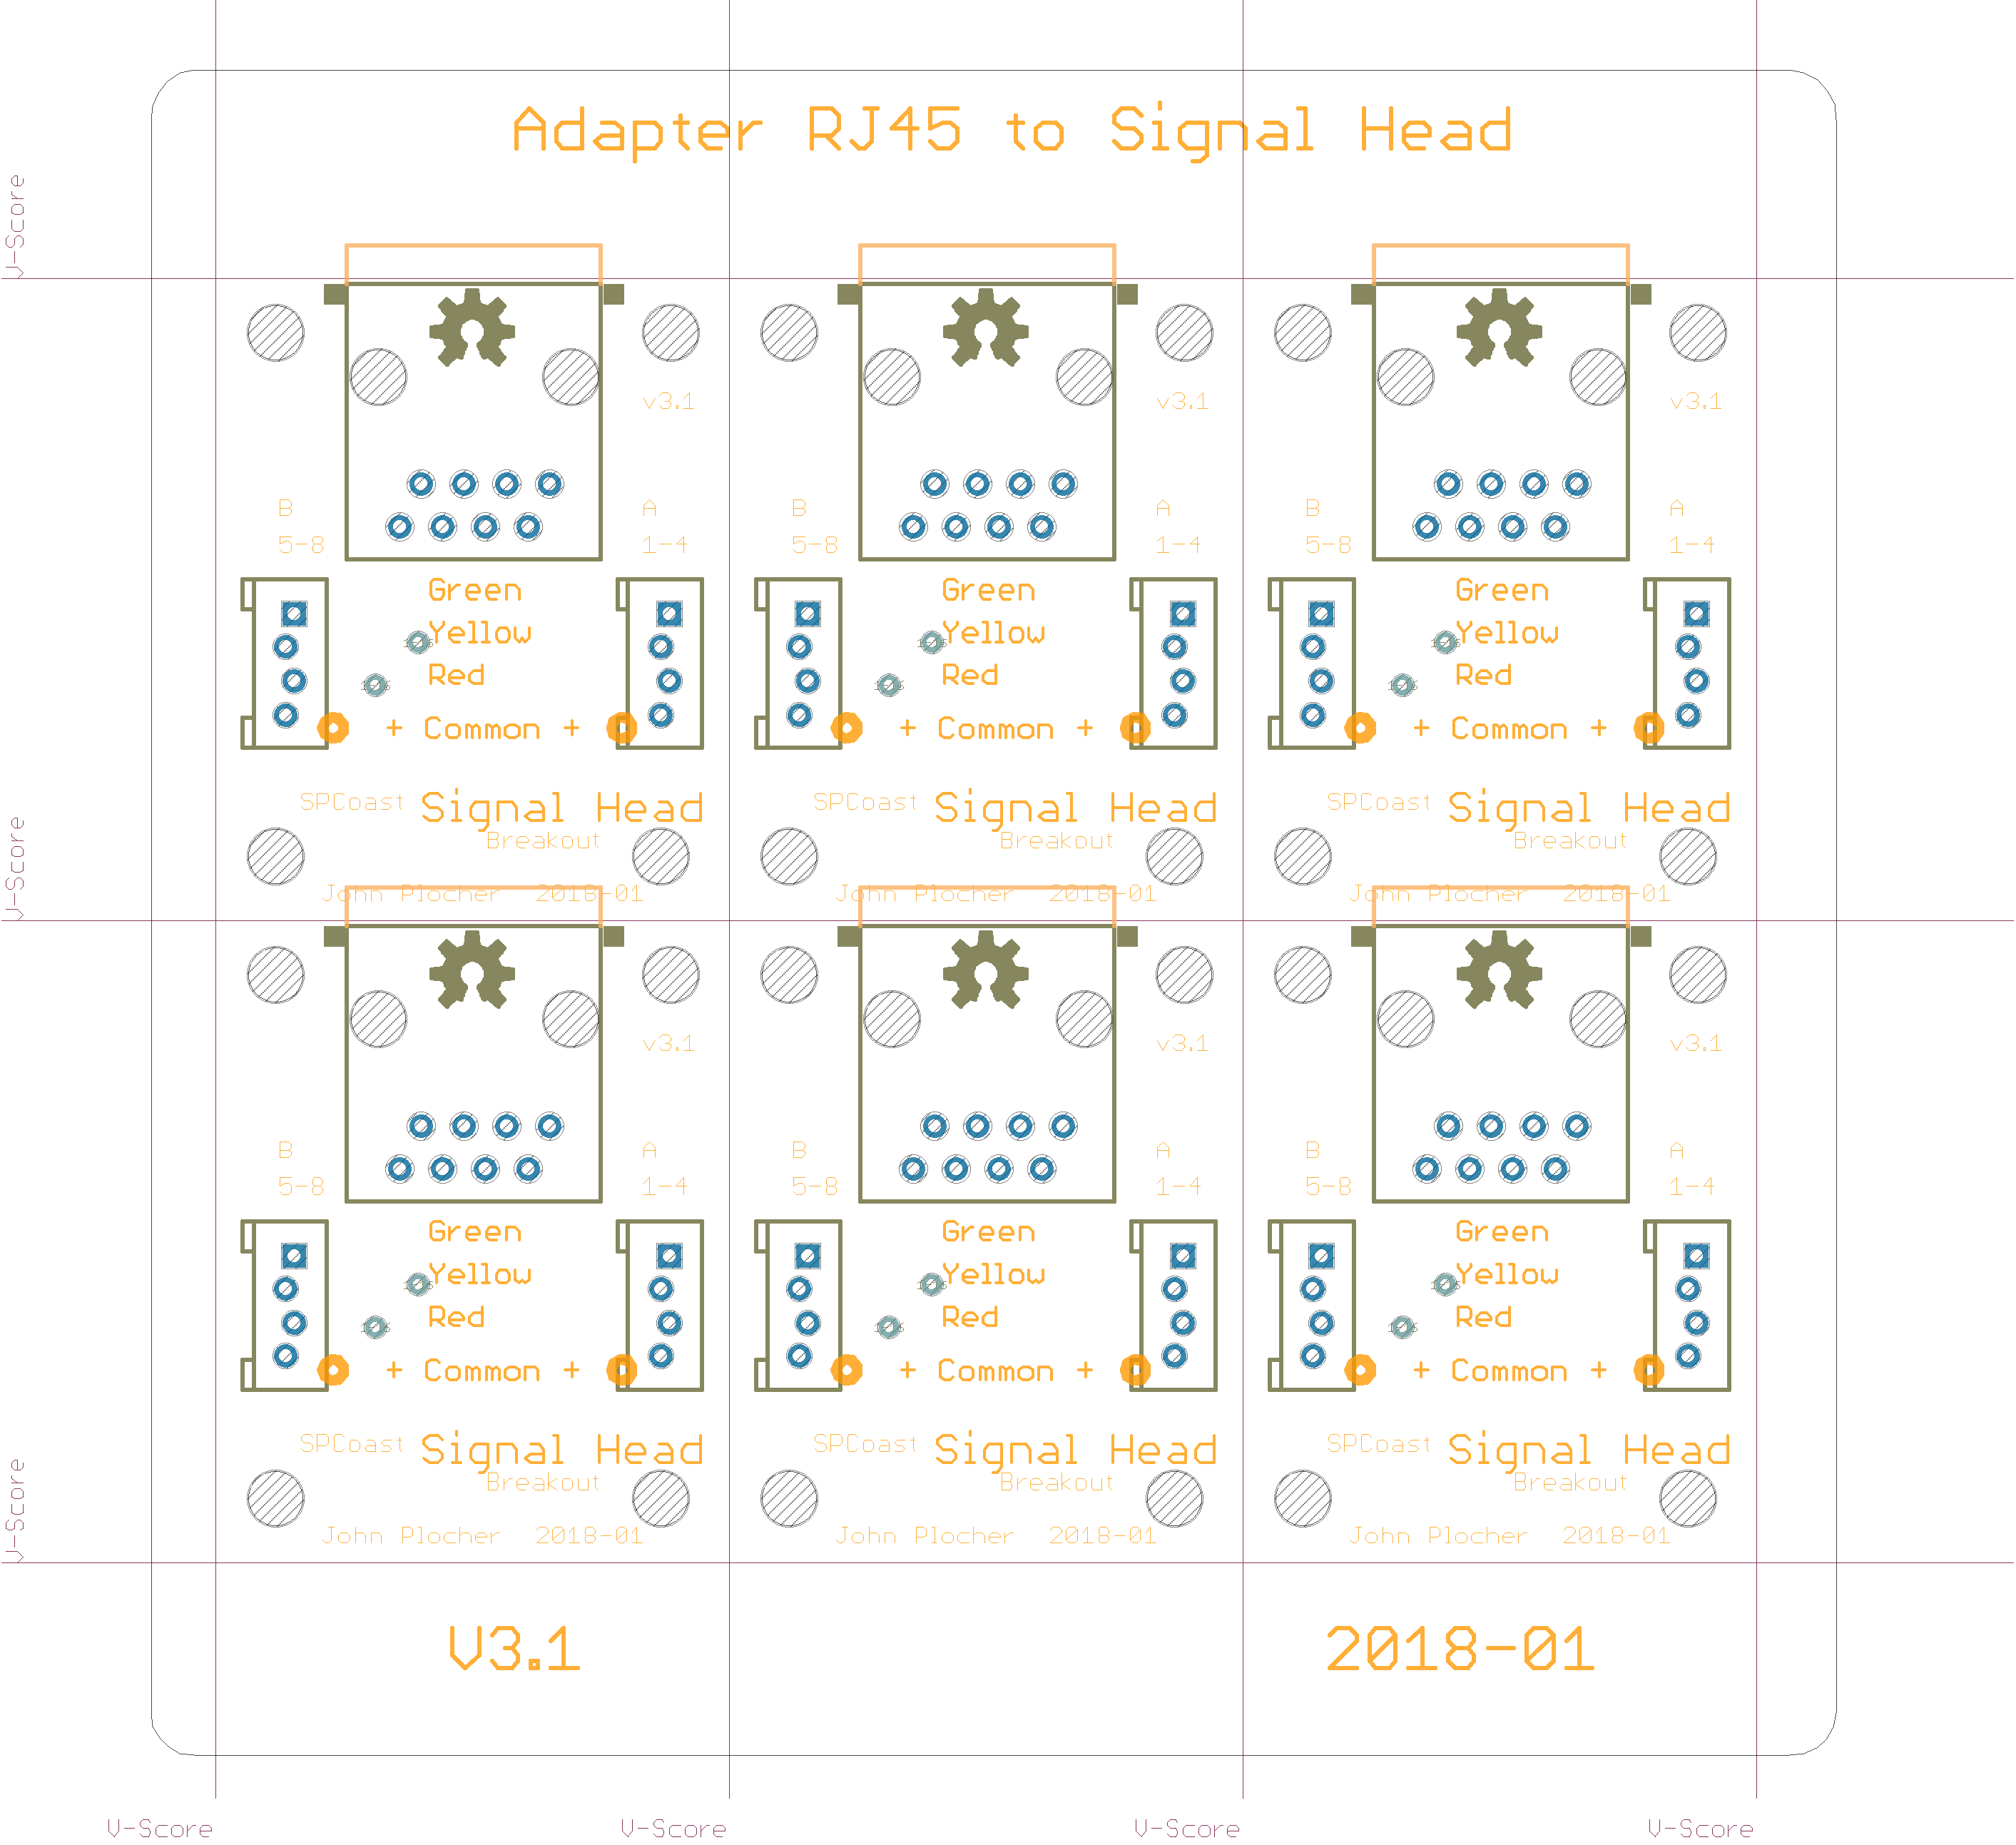 Adapter RJ45 to Signal Head
V-Score
v3.1 v3.1 v3.1
B A B A B A
5-8 1-4 5-8 1-4 5-8 1-4
Green Green Green
Yellow Yellow Yellow
Red Red Red
+ Common + + Common + + Common +
SPCoast Signal Head SPCoast Signal Head SPCoast Signal Head
Breakout Breakout Breakout
John Plocher 2018-01 John Plocher 2018-01 John Plocher 2018-01
V-Score
v3.1 v3.1 v3.1
B A B A B A
5-8 1-4 5-8 1-4 5-8 1-4
Green Green Green
Yellow Yellow Yellow
Red Red Red
+ Common + + Common + + Common +
SPCoast Signal Head SPCoast Signal Head SPCoast Signal Head
Breakout Breakout Breakout
John Plocher 2018-01 John Plocher 2018-01 John Plocher 2018-01
V-Score
V3.1 2018-01
V-Score V-Score V-Score V-Score